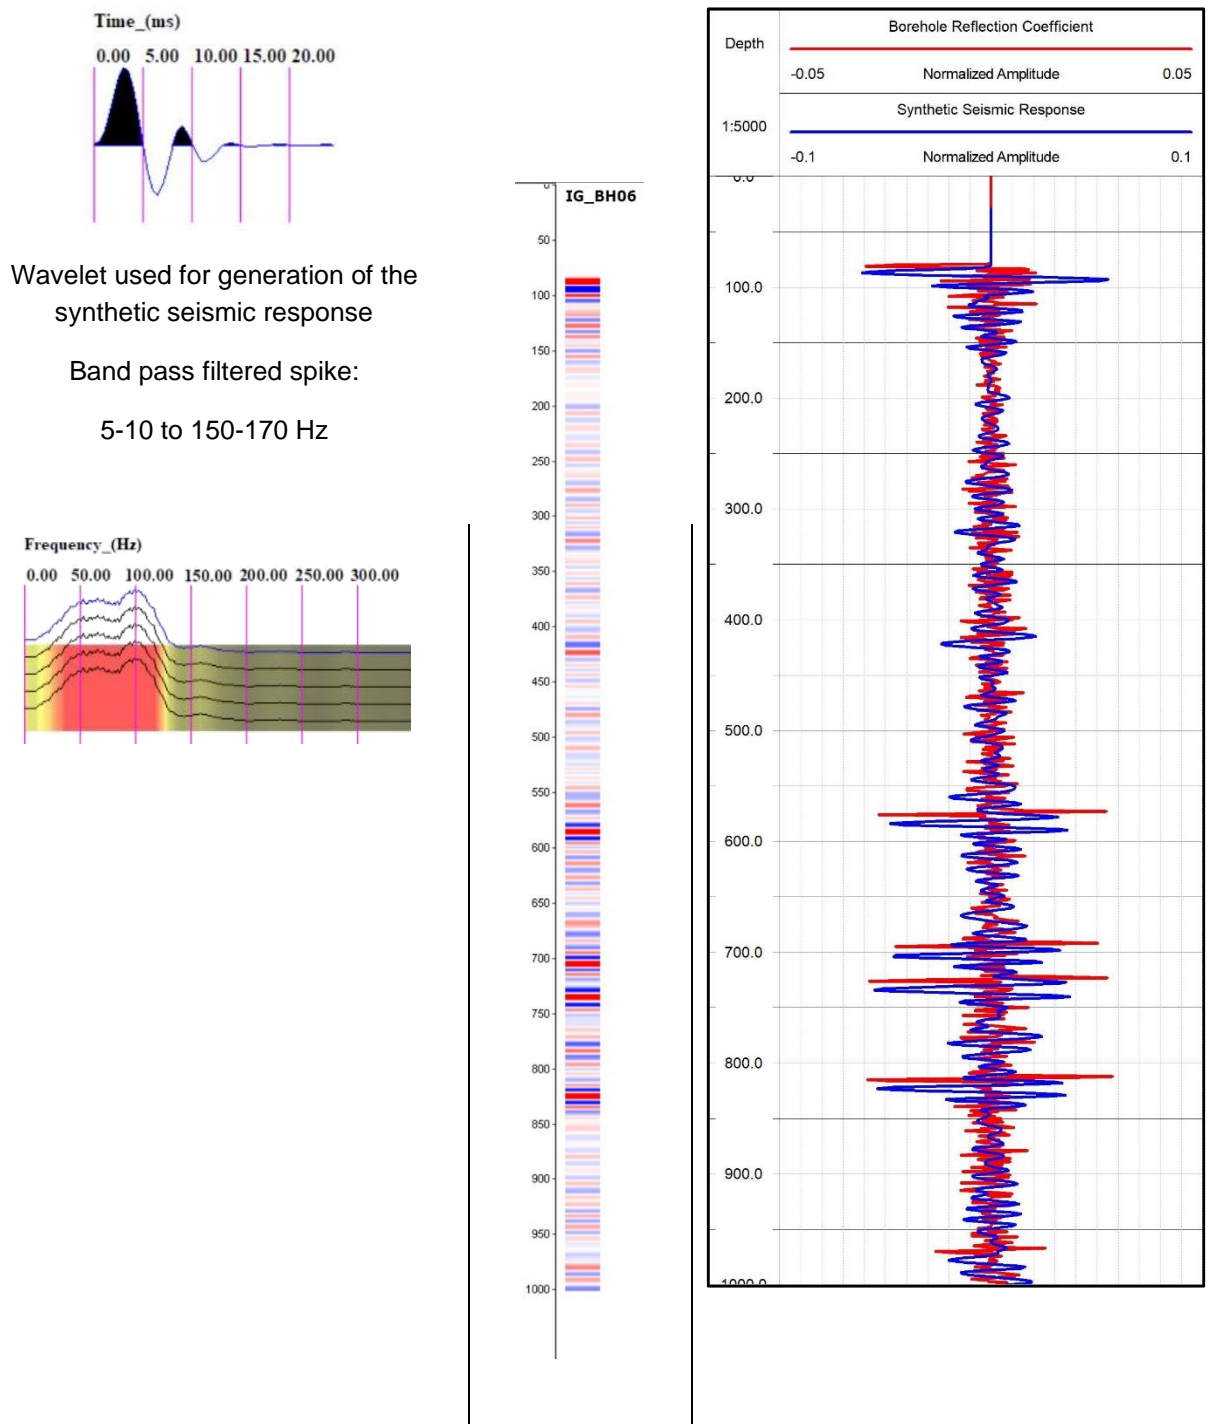 Time_(ms)
0.00 5.00 10.00 15.00 20.00
Wavelet used for generation of the
synthetic seismic response
Band pass filtered spike:
5-10 to 150-170 Hz
Frequency_(Hz)
0.00 50.00 100.00 150.00 200.00 250.00 300.00
0
IG_BH06
50
100
150
200
250
300
350
400
450
500
550
600
650
700
750
800
850
900
950
1000
Depth
Borehole Reflection Coefficient
-0.05 Normalized Amplitude 0.05
1:5000
Synthetic Seismic Response
-0.1 Normalized Amplitude 0.1
0.0
100.0
200.0
300.0
400.0
500.0
600.0
700.0
800.0
900.0
1000.0